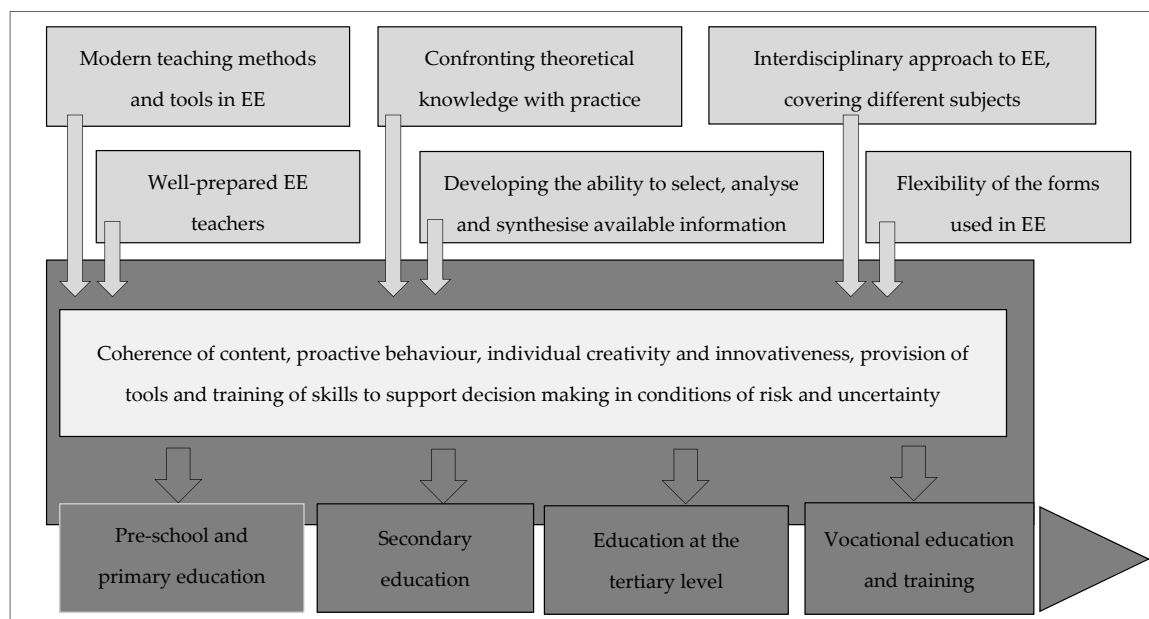 Modern teaching methods
and tools in EE
Confronting theoretical
knowledge with practice
Interdisciplinary approach to EE,
covering different subjects
Well-prepared EE
teachers
Developing the ability to select, analyse
and synthesise available information
Flexibility of the forms
used in EE
Coherence of content, proactive behaviour, individual creativity and innovativeness, provision of
tools and training of skills to support decision making in conditions of risk and uncertainty
Pre-school and
primary education
Secondary
education
Education at the
tertiary level
Vocational education
and training